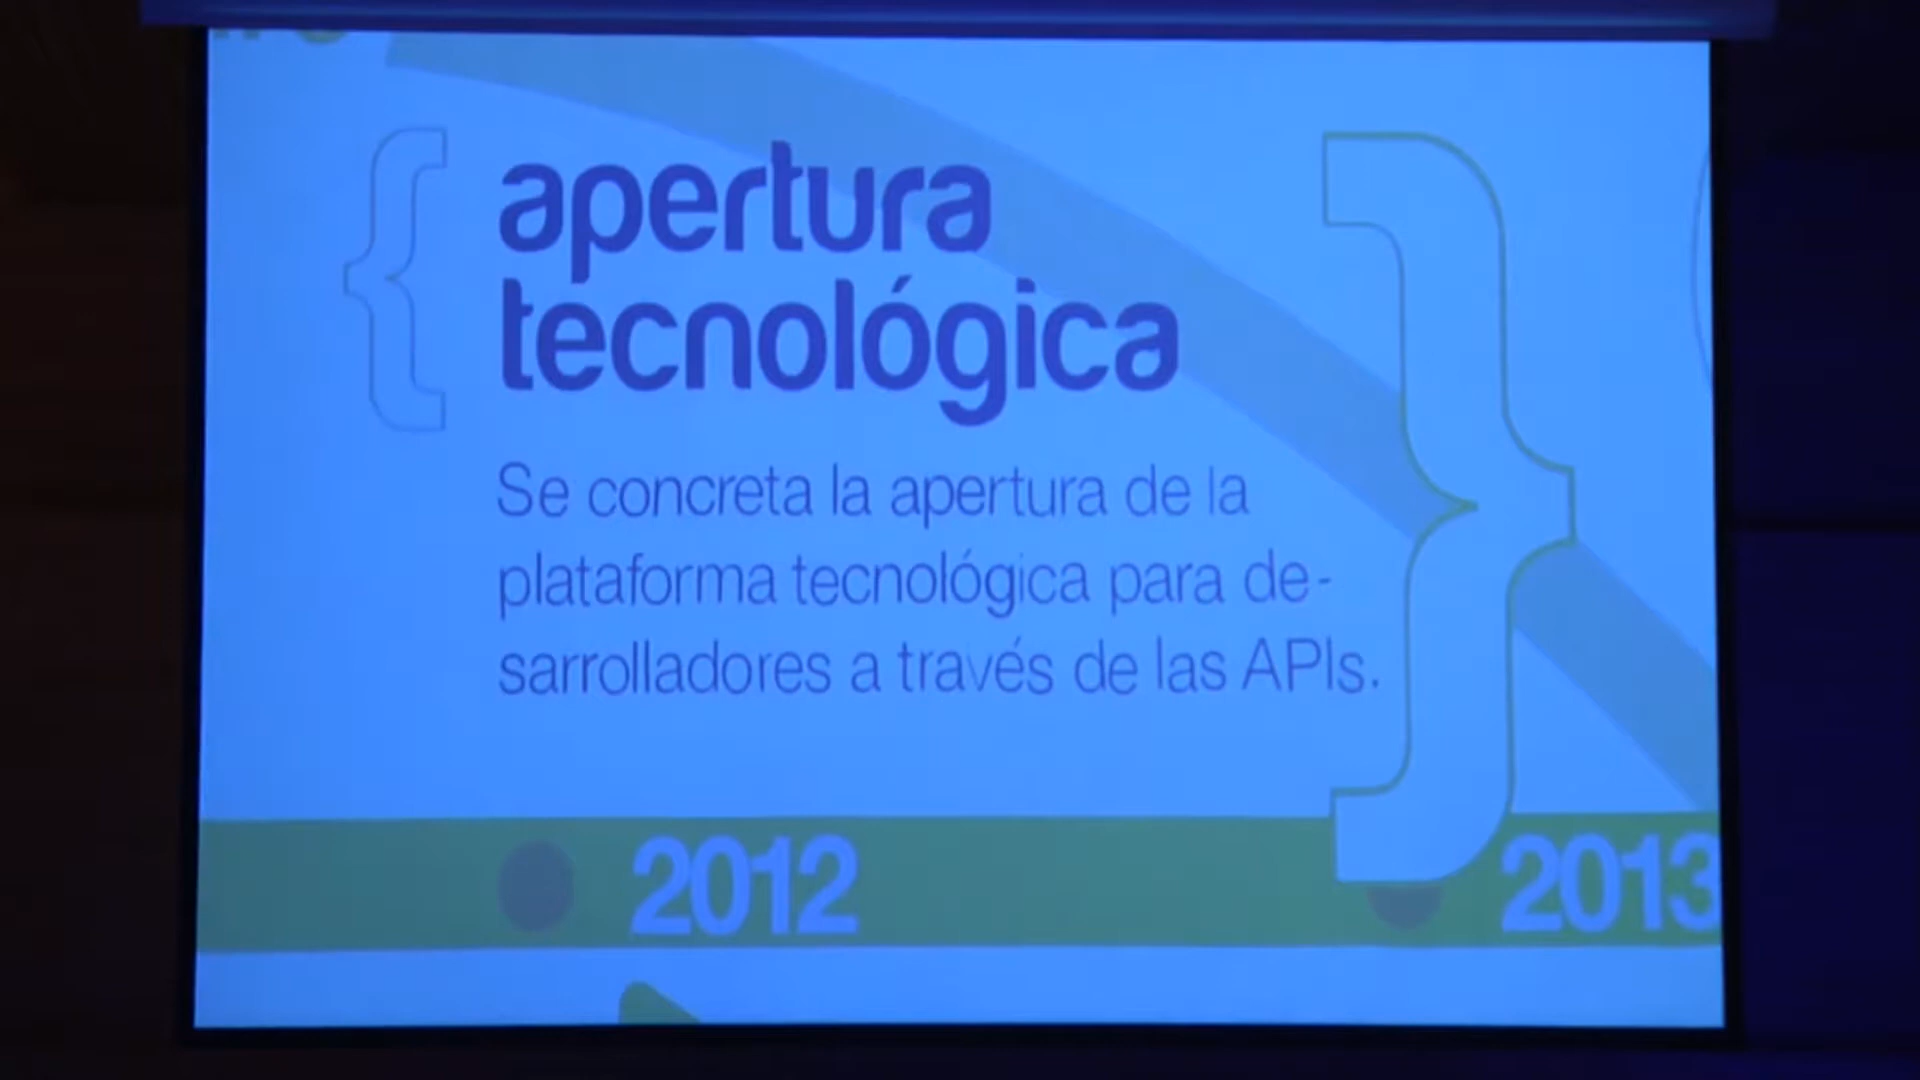 apertura
tecnológica
Se concreta la apertura de la
plataforma tecnológica para de-
sarrolladores a través de las APIs.
2012
2013